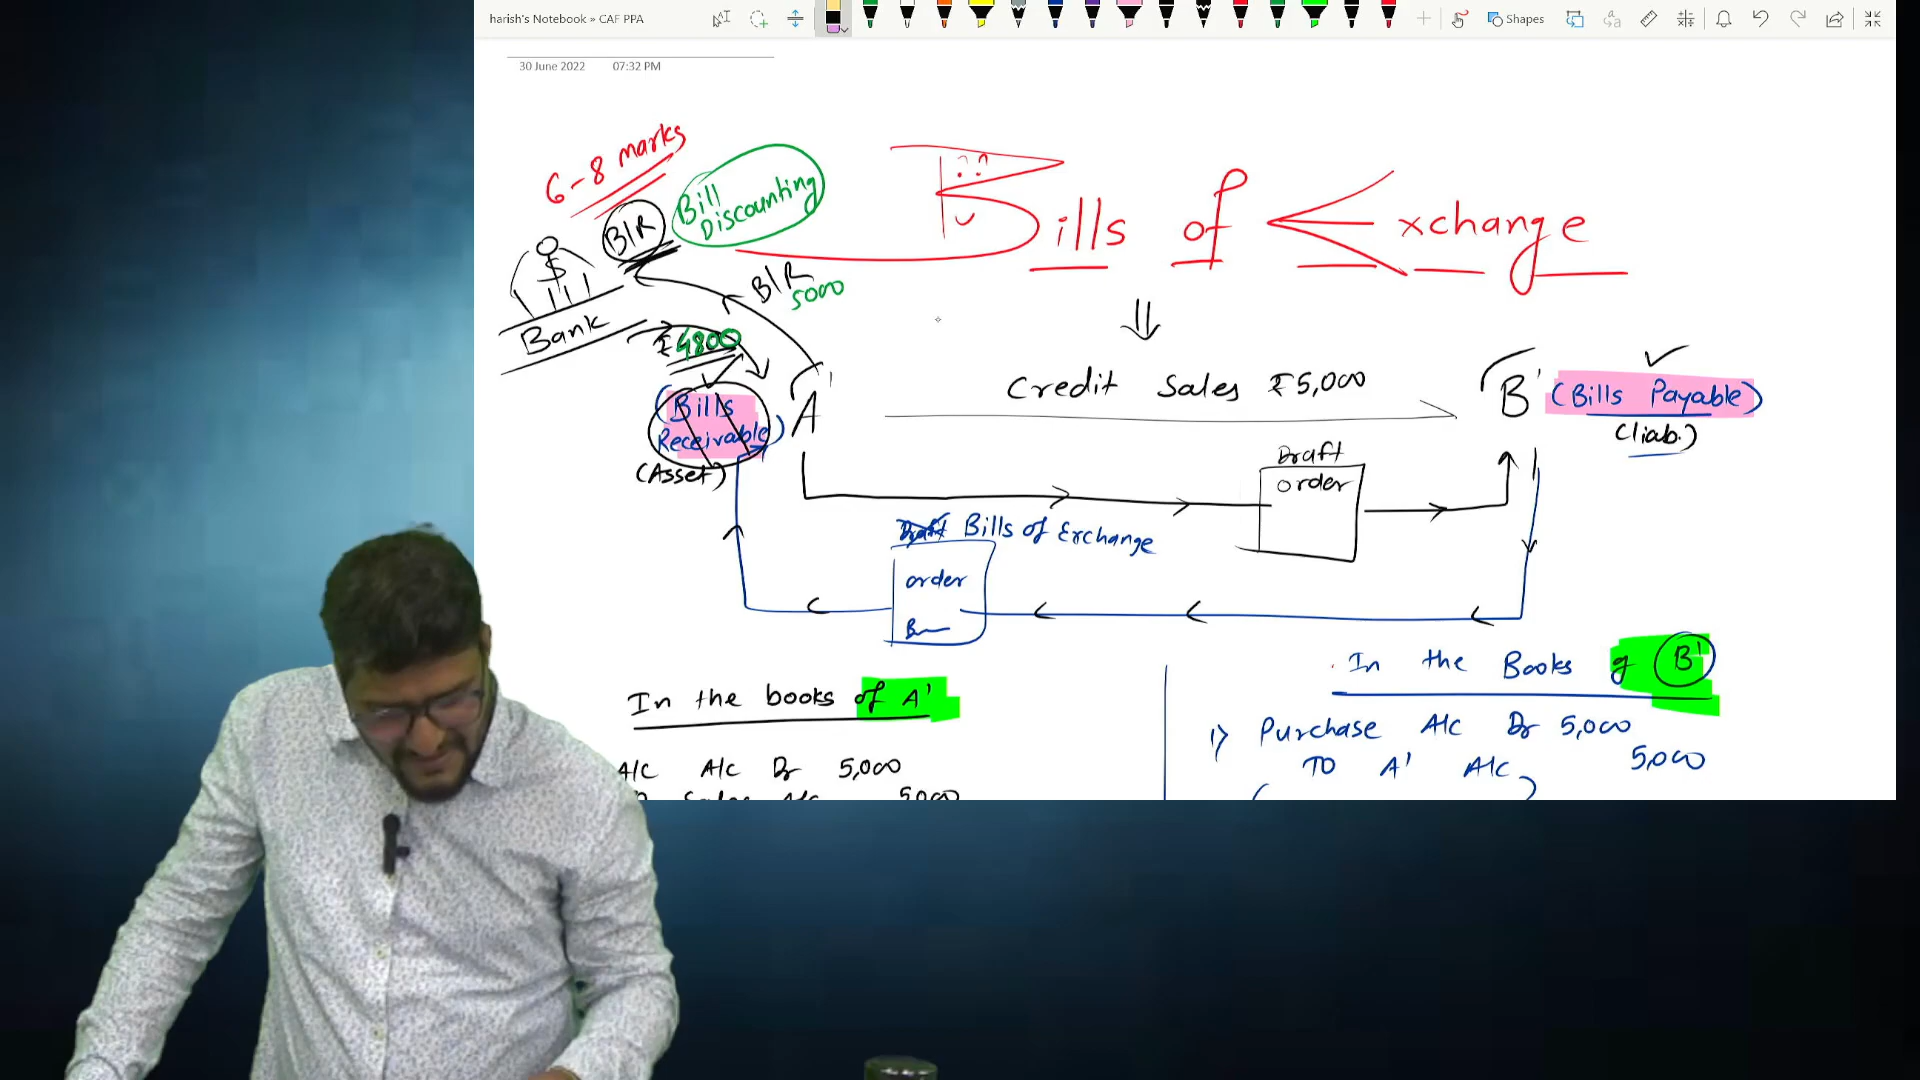 harish's Notebook » CAF PPA
Shapes
30 June 2022 07:32 PM
6-8 marks
Bill
Discounting
B/R
Bills of Exchange
B/R
5000
Bank
₹4800
Credit Sales ₹5,000
(Bills
Receivable)
(Asset)
A'
B' (Bills Payable)
(liab.)
Draft
order
Draft Bills of Exchange
order
B
In the Books of B'
In the books of A'
1) Purchase A/c Dr 5,000
To A' A/c 5,000
A/c A/c Dr 5,000
Sales A/c 5000